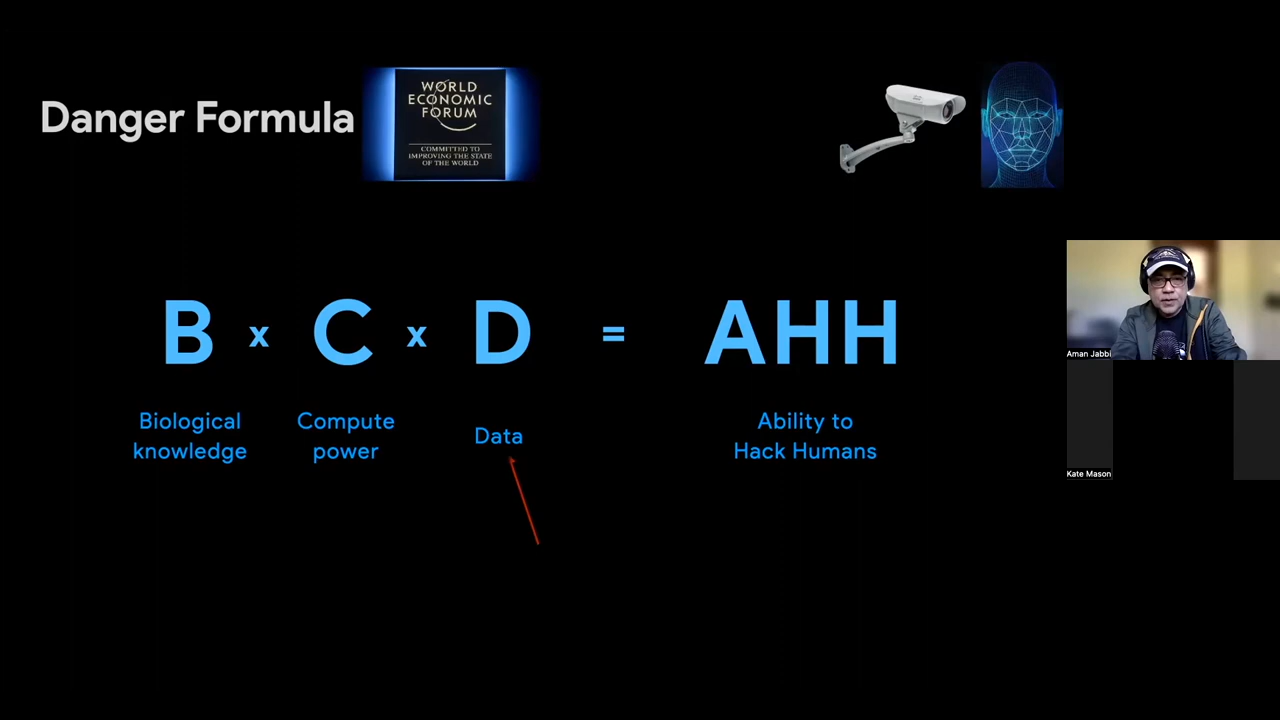 Danger Formula
WORLD
ECONOMIC
FORUM
COMMITTED TO
IMPROVING THE STATE
OF THE WORLD
B x C x D = AHH
Biological
knowledge
Compute
power
Data
Ability to
Hack Humans
Aman Jabbi
Kate Mason